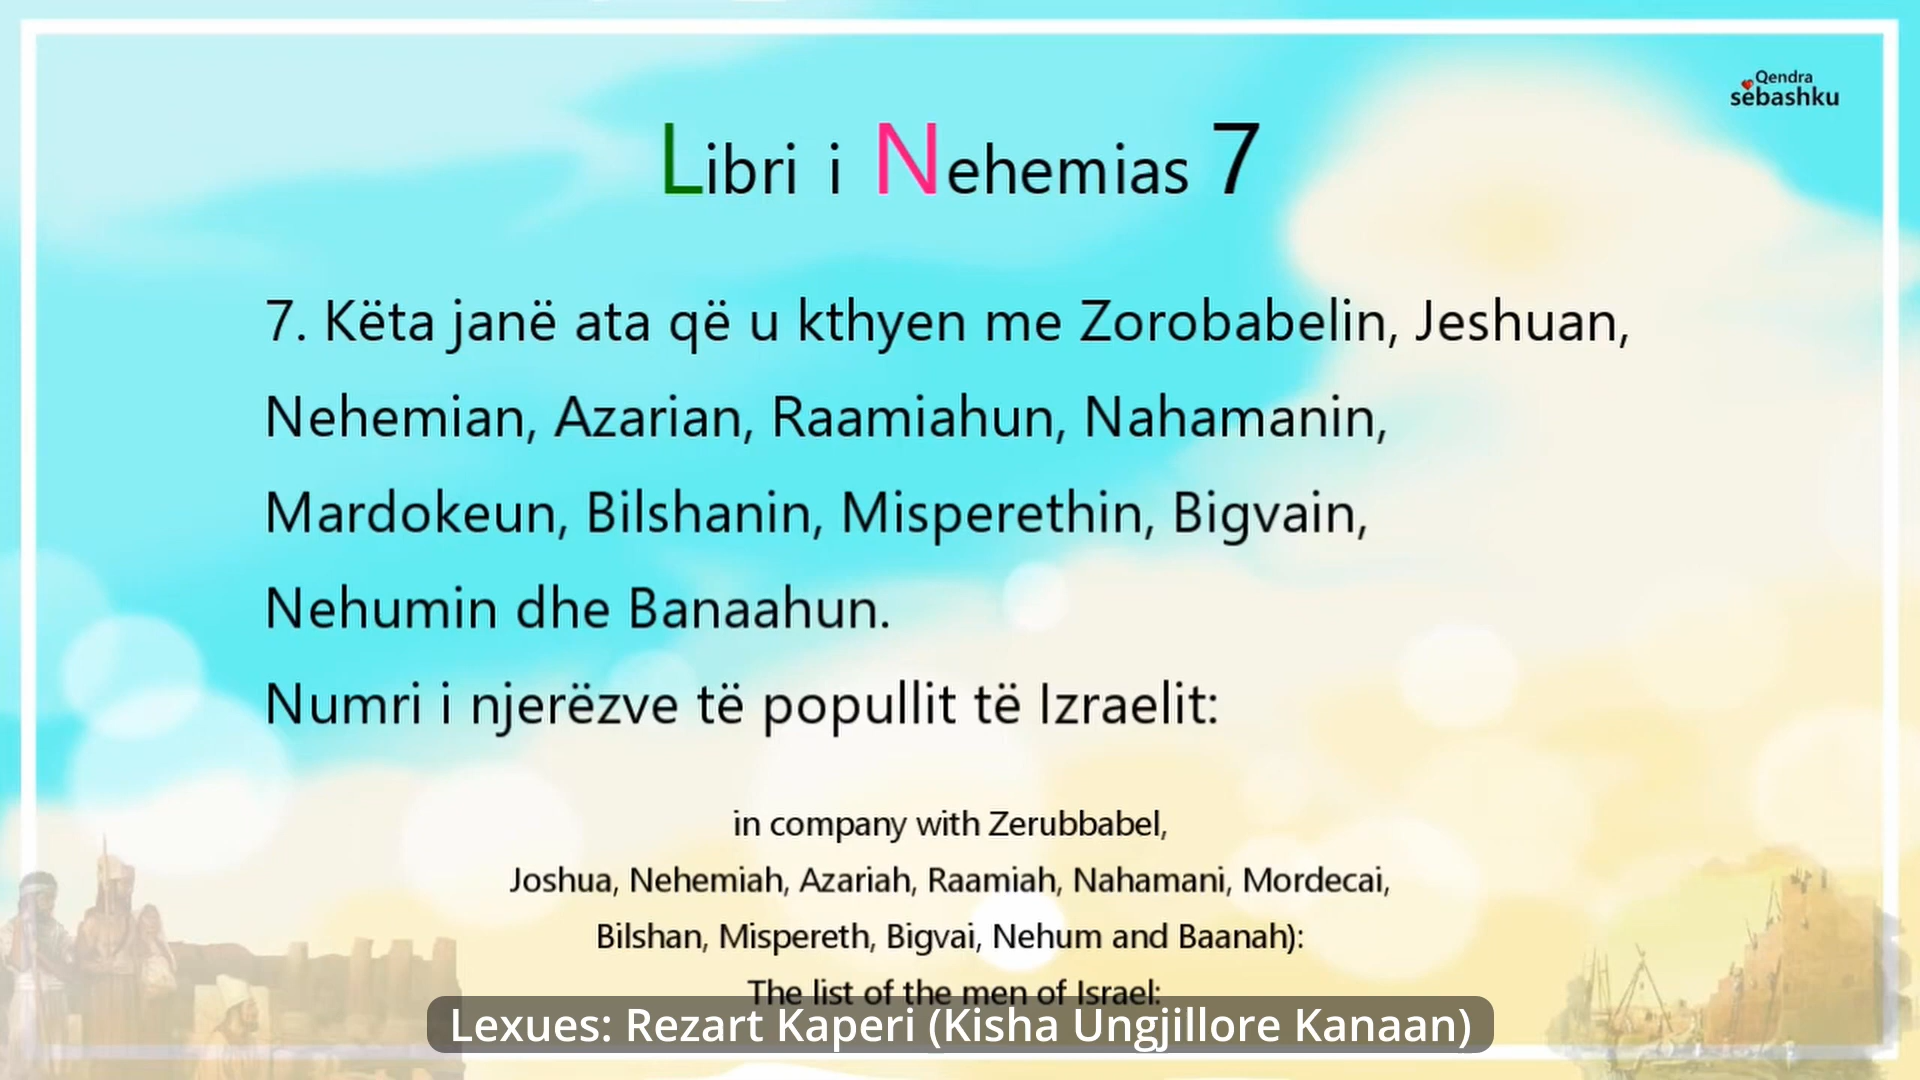 Qendra
sëbashku
Libri i Nehemias 7
7. Këta janë ata që u kthyen me Zorobabelin, Jeshuan,
Nehemian, Azarian, Raamiahun, Nahamanin,
Mardokeun, Bilshanin, Misperethin, Bigvain,
Nehumin dhe Banaahun.
Numri i njerëzve të popullit të Izraelit:
in company with Zerubbabel,
Joshua, Nehemiah, Azariah, Raamiah, Nahamani, Mordecai,
Bilshan, Mispereth, Bigvai, Nehum and Baanah):
The list of the men of Israel:
Lexues: Rezart Kaperi (Kisha Ungjillore Kanaan)